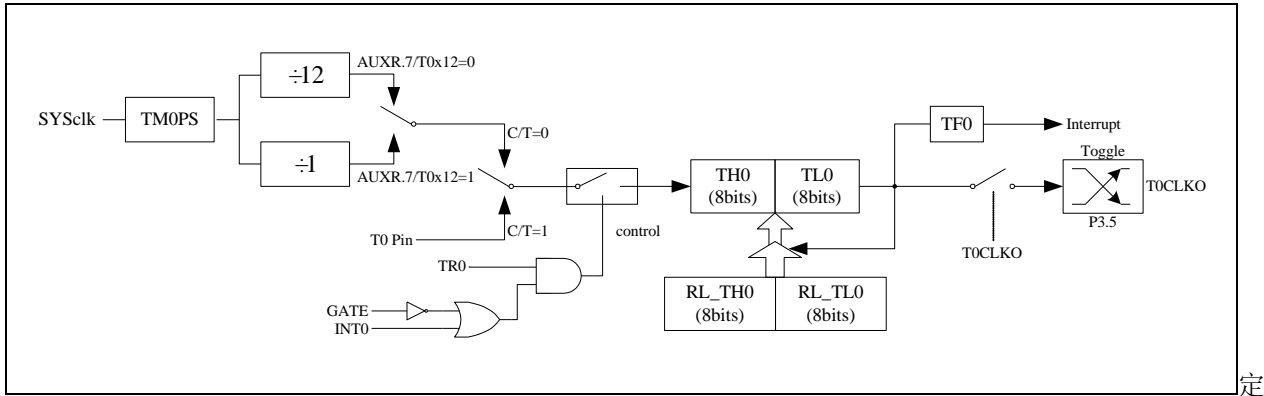 AUXR.7/T0x12=0
÷12
SYSclk
TM0PS
÷1
AUXR.7/T0x12=1
C/T=0
T0 Pin
C/T=1
control
TR0
GATE
INT0
TH0
(8bits)
TL0
(8bits)
RL_TH0
(8bits)
RL_TL0
(8bits)
TF0
Interrupt
Toggle
T0CLKO
P3.5
T0CLKO
定